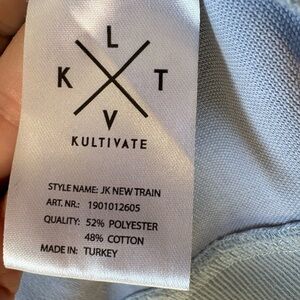 L
K T
V
KULTIVATE
STYLE NAME: JK NEW TRAIN
ART. NR.: 1901012605
QUALITY: 52% POLYESTER
48% COTTON
MADE IN: TURKEY